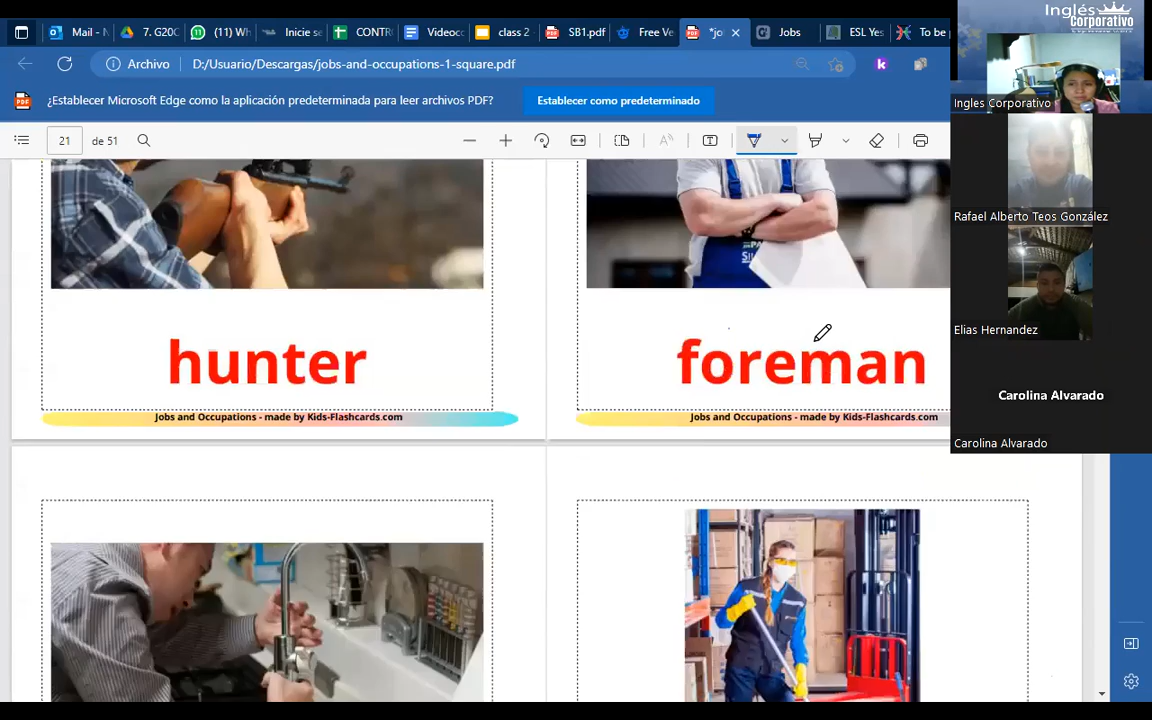 Inglés
Corporativo
Mail - N
7. G20C
(11) Wh
Inicie se
CONTRO
Videoco
class 2
SB1.pdf
Free Ve
*jo
Jobs
ESL Yes
To be p
Archivo
D:/Usuario/Descargas/jobs-and-occupations-1-square.pdf
Ingles Corporativo
¿Establecer Microsoft Edge como la aplicación predeterminada para leer archivos PDF?
Establecer como predeterminado
21
de 51
Rafael Alberto Teos González
Elias Hernandez
hunter
foreman
Carolina Alvarado
Jobs and Occupations - made by Kids-Flashcards.com
Jobs and Occupations - made by Kids-Flashcards.com
Carolina Alvarado